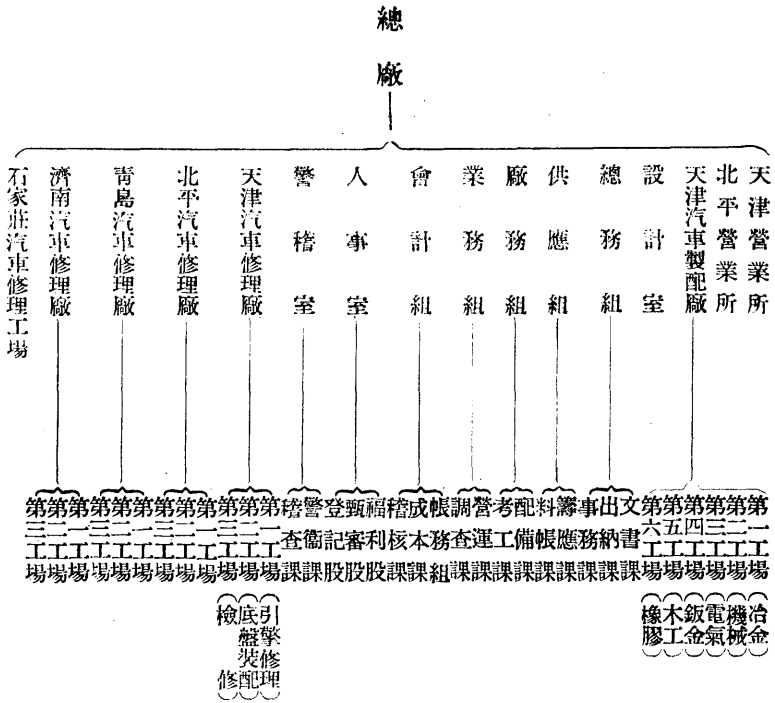 總廠
天津營業所
北平營業所
天津汽車製配廠
設計室
總務組
供應組
廠務組
業務組
會計組
人事室
警稽室
天津汽車修理廠
北平汽車修理廠
青島汽車修理廠
濟南汽車修理廠
石家莊汽車修理工場
第一工場(冶金)
第二工場(機械)
第三工場(電氣)
第四工場(鈑金)
第五工場(木工)
第六工場(橡膠)
文書課
出納課
事務課
籌應課
料帳課
配備課
考工課
營運課
調查課
帳務組
成本課
稽核課
福利股
甄審股
登記股
警衞課
稽查課
第一工場(引擎修理)
第二工場(底盤裝配)
第三工場(檢修)
第一工場
第二工場
第三工場
第一工場
第二工場
第三工場
第一工場
第二工場
第三工場